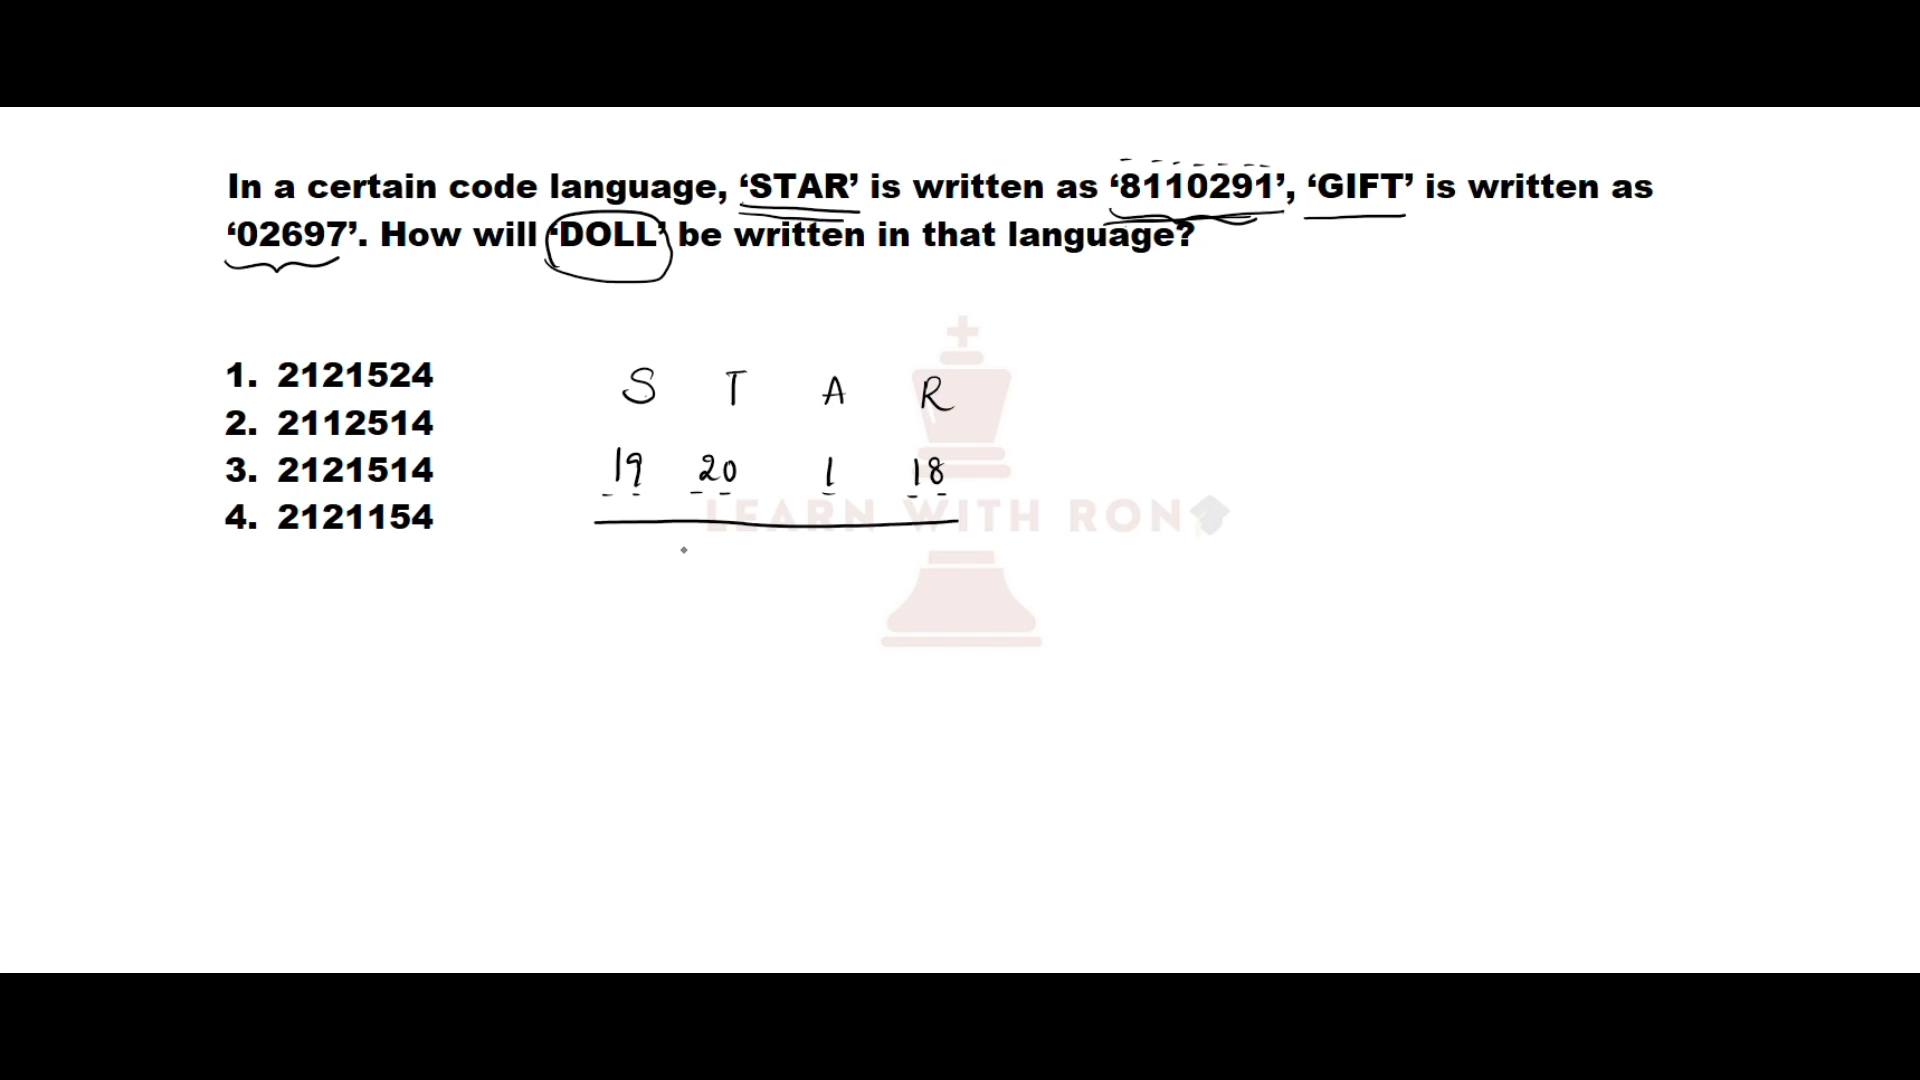 In a certain code language, ‘STAR’ is written as ‘8110291’, ‘GIFT’ is written as
‘02697’. How will ‘DOLL’ be written in that language?
1. 2121524
2. 2112514
3. 2121514
4. 2121154
S T A R
19 20 1 18
LEARN WITH RON